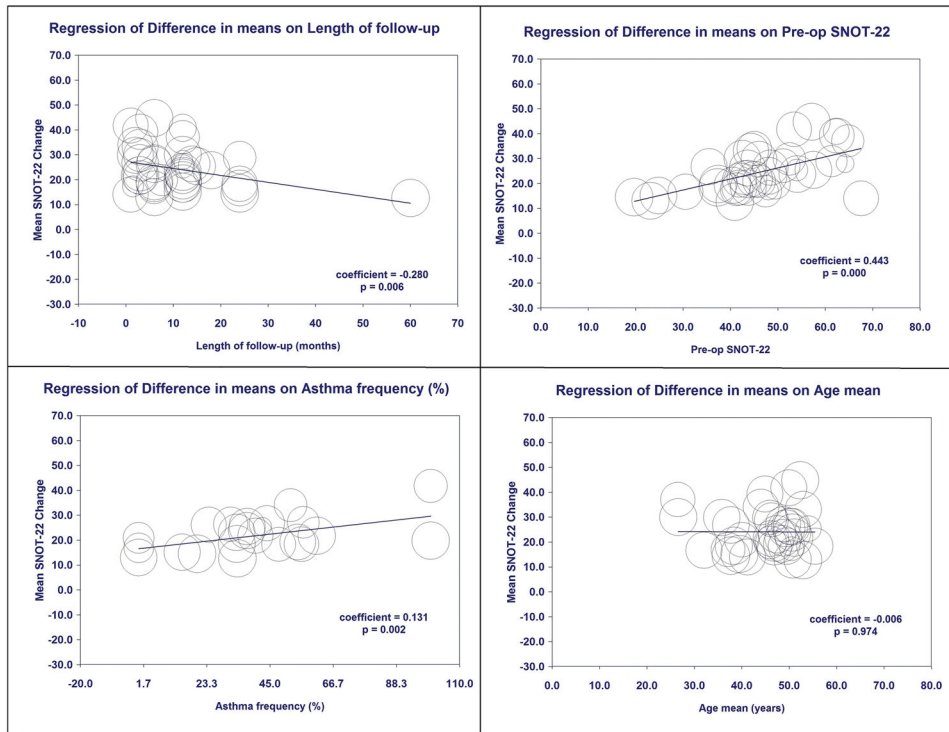 Regression of Difference in means on Length of follow-up
70.0
60.0
50.0
40.0
30.0
20.0
10.0
0.0
-10.0
-20.0
-30.0
Mean SNOT-22 Change
coefficient = -0.280
p = 0.006
-10 0 10 20 30 40 50 60 70
Length of follow-up (months)
Regression of Difference in means on Pre-op SNOT-22
70.0
60.0
50.0
40.0
30.0
20.0
10.0
0.0
-10.0
-20.0
-30.0
Mean SNOT-22 Change
coefficient = 0.443
p = 0.000
0.0 10.0 20.0 30.0 40.0 50.0 60.0 70.0 80.0
Pre-op SNOT-22
Regression of Difference in means on Asthma frequency (%)
70.0
60.0
50.0
40.0
30.0
20.0
10.0
0.0
-10.0
-20.0
-30.0
Mean SNOT-22 Change
coefficient = 0.131
p = 0.002
-20.0 1.7 23.3 45.0 66.7 88.3 110.0
Asthma frequency (%)
Regression of Difference in means on Age mean
70.0
60.0
50.0
40.0
30.0
20.0
10.0
0.0
-10.0
-20.0
-30.0
Mean SNOT-22 Change
coefficient = -0.006
p = 0.974
0.0 10.0 20.0 30.0 40.0 50.0 60.0 70.0 80.0
Age mean (years)